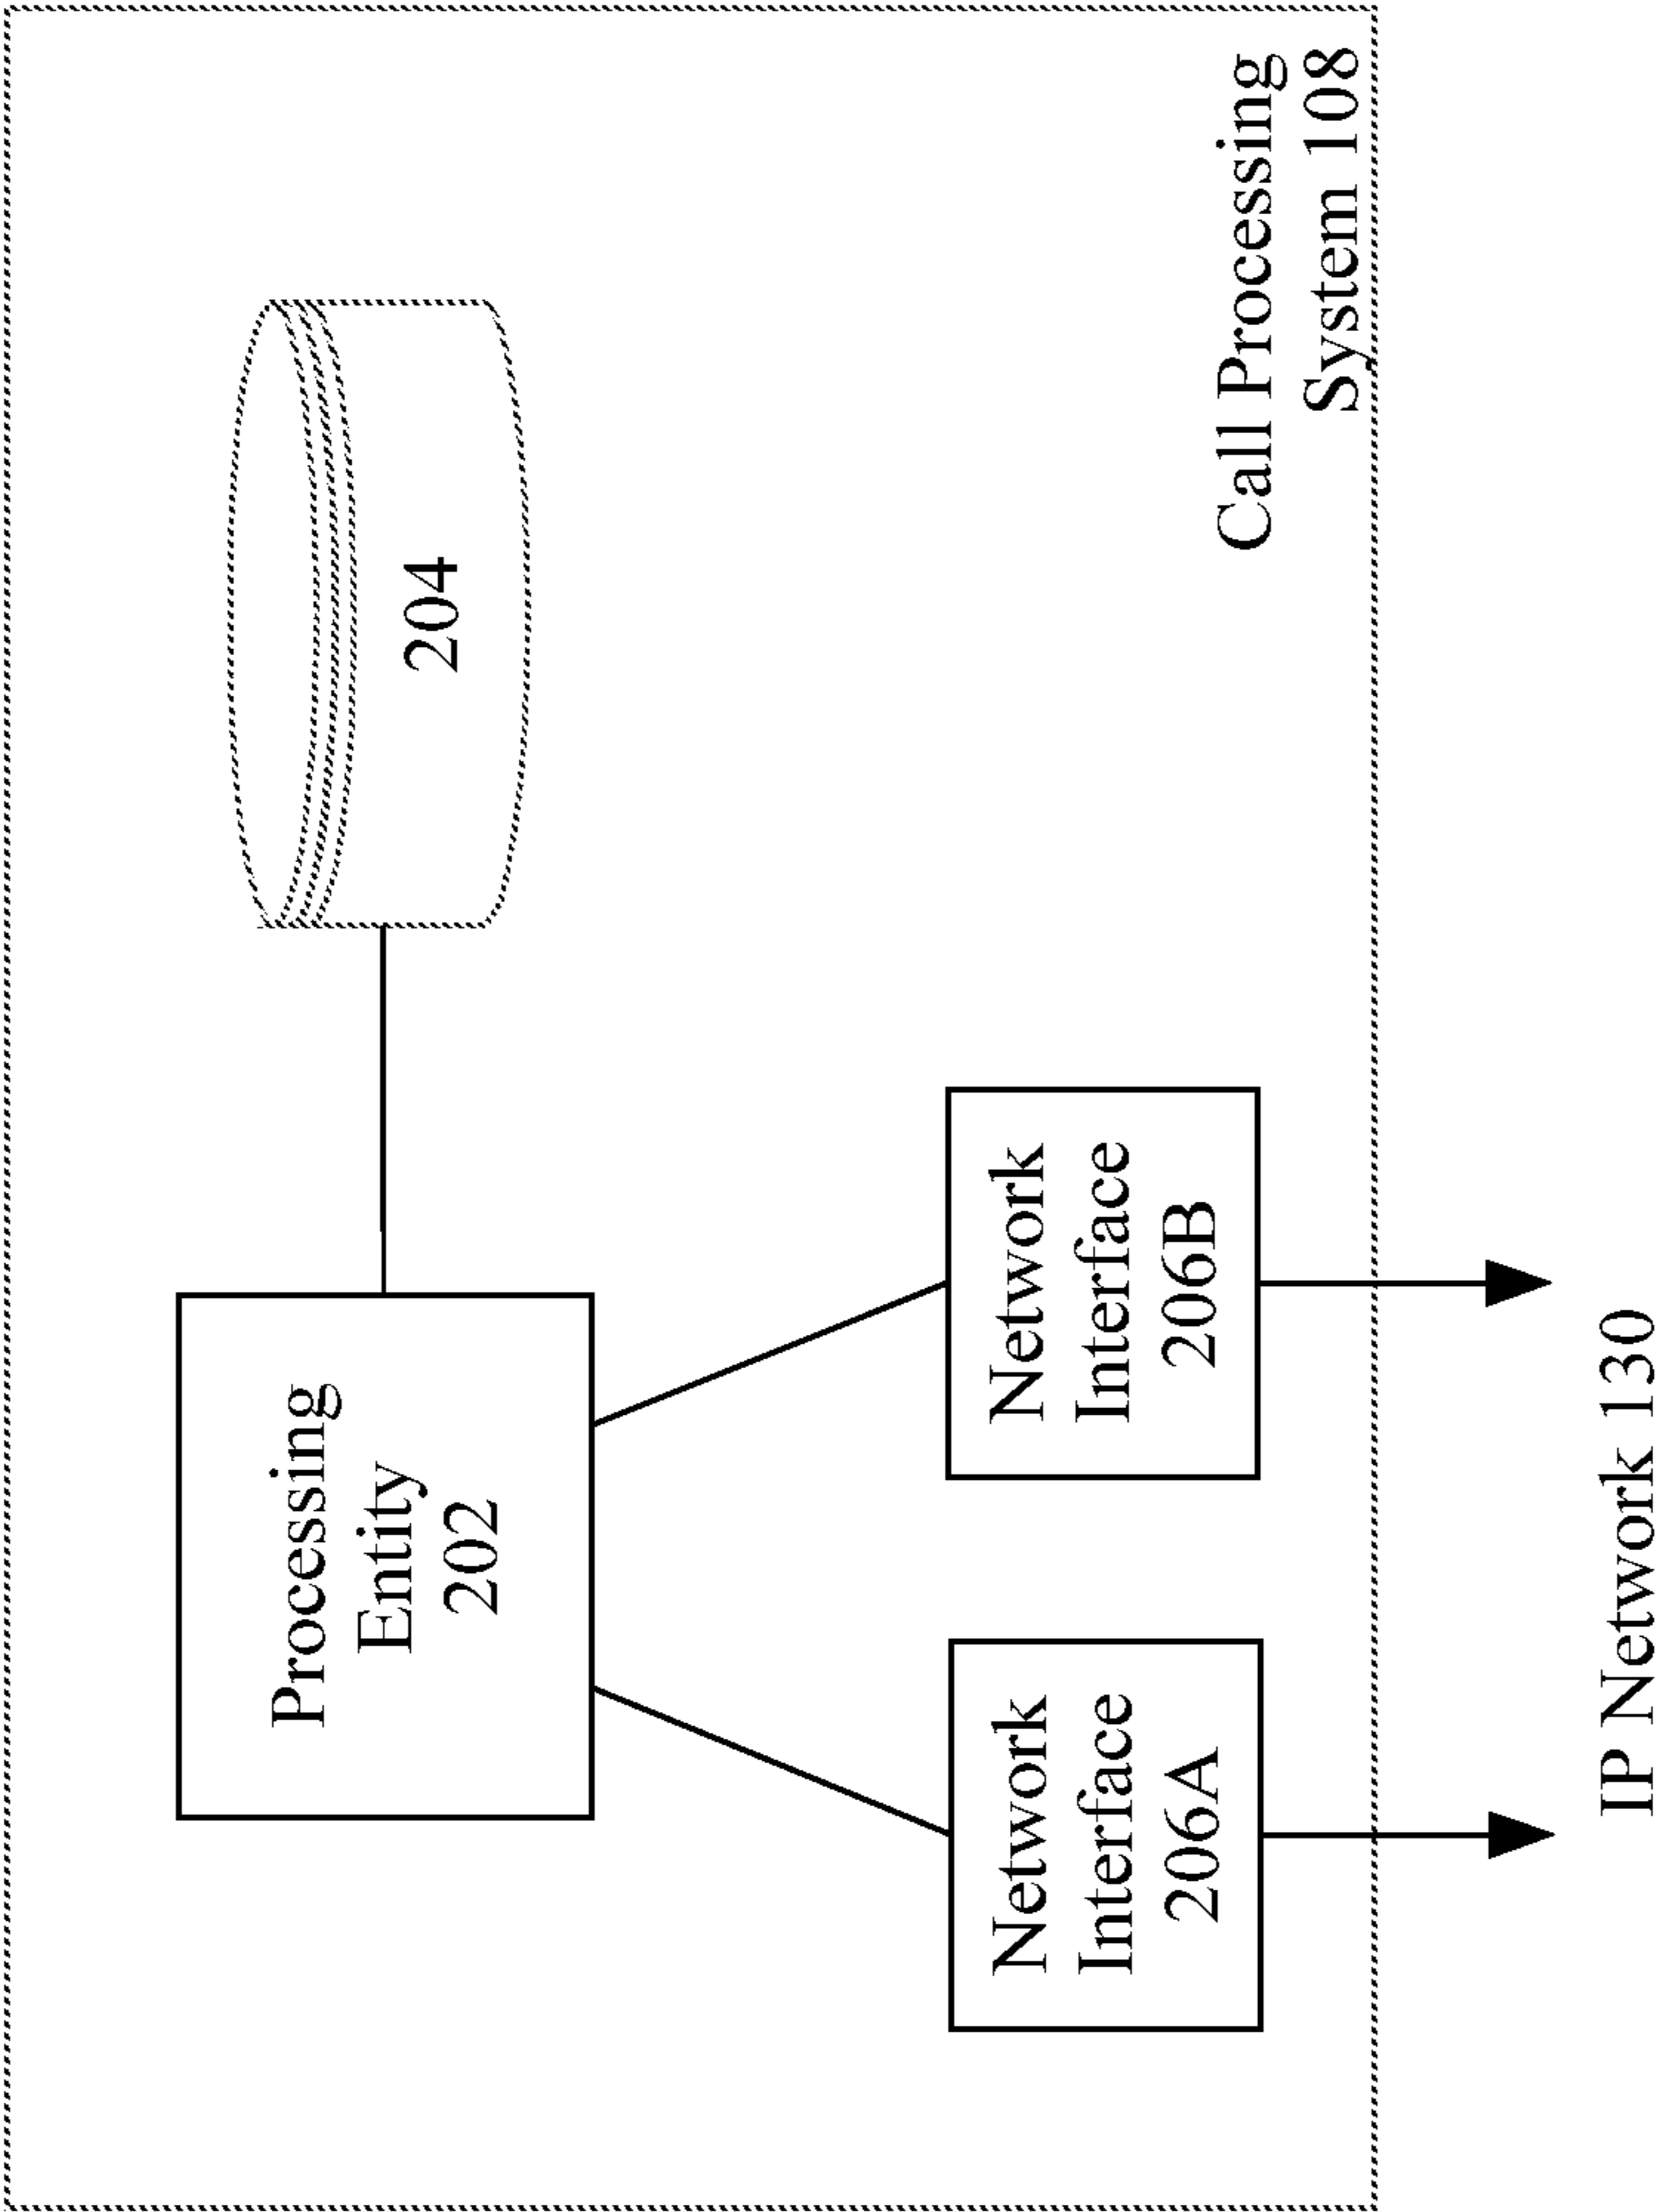 Processing
Entity
202
204
Network
Interface
206A
Network
Interface
206B
Call Processing
System 108
IP Network 130